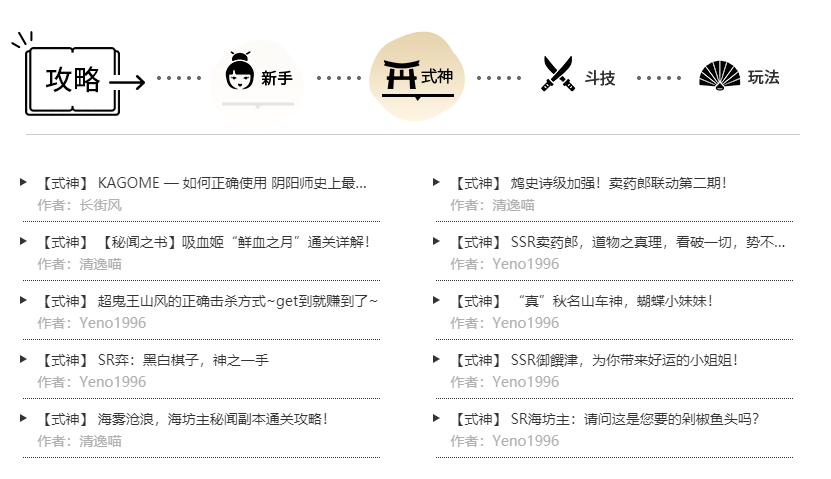 攻略
新手
式神
斗技
玩法
【式神】 KAGOME — 如何正确使用 阴阳师史上最...
作者：长街风
【式神】 【秘闻之书】吸血姬“鲜血之月”通关详解！
作者：清逸喵
【式神】 超鬼王山风的正确击杀方式~get到就赚到了~
作者：Yeno1996
【式神】 SR弈：黑白棋子，神之一手
作者：Yeno1996
【式神】 海雾沧浪，海坊主秘闻副本通关攻略！
作者：清逸喵
【式神】 鸩史诗级加强！卖药郎联动第二期！
作者：清逸喵
【式神】 SSR卖药郎，道物之真理，看破一切，势不...
作者：Yeno1996
【式神】 “真”秋名山车神，蝴蝶小妹妹！
作者：Yeno1996
【式神】 SSR御馔津，为你带来好运的小姐姐！
作者：Yeno1996
【式神】 SR海坊主：请问这是您要的剁椒鱼头吗？
作者：Yeno1996